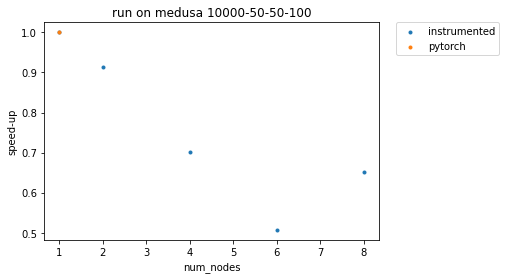 run on medusa 10000-50-50-100
instrumented
pytorch
speed-up
1.0
0.9
0.8
0.7
0.6
0.5
1 2 3 4 5 6 7 8
num_nodes